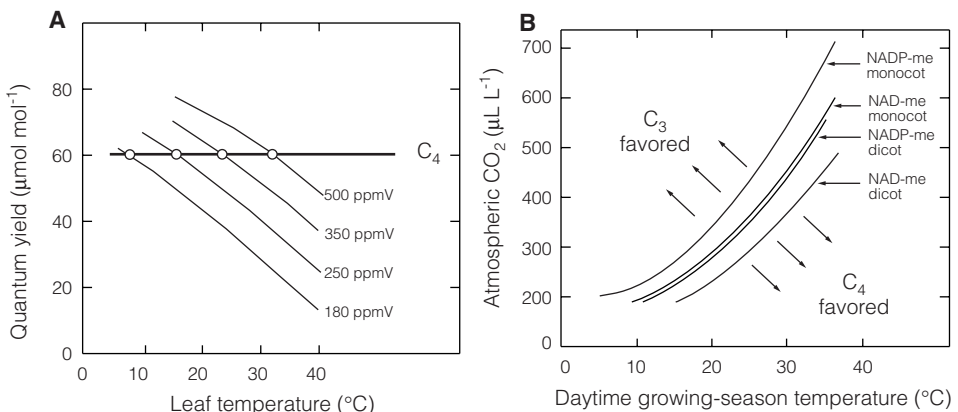 A
Quantum yield (μmol mol⁻¹)
80
60
40
20
0
0
10
20
30
40
Leaf temperature (°C)
C₄
500 ppmV
350 ppmV
250 ppmV
180 ppmV
B
Atmospheric CO₂ (μL L⁻¹)
700
600
500
400
300
200
0
0
10
20
30
40
Daytime growing-season temperature (°C)
C₃
favored
C₄
favored
NADP-me
monocot
NAD-me
monocot
NADP-me
dicot
NAD-me
dicot